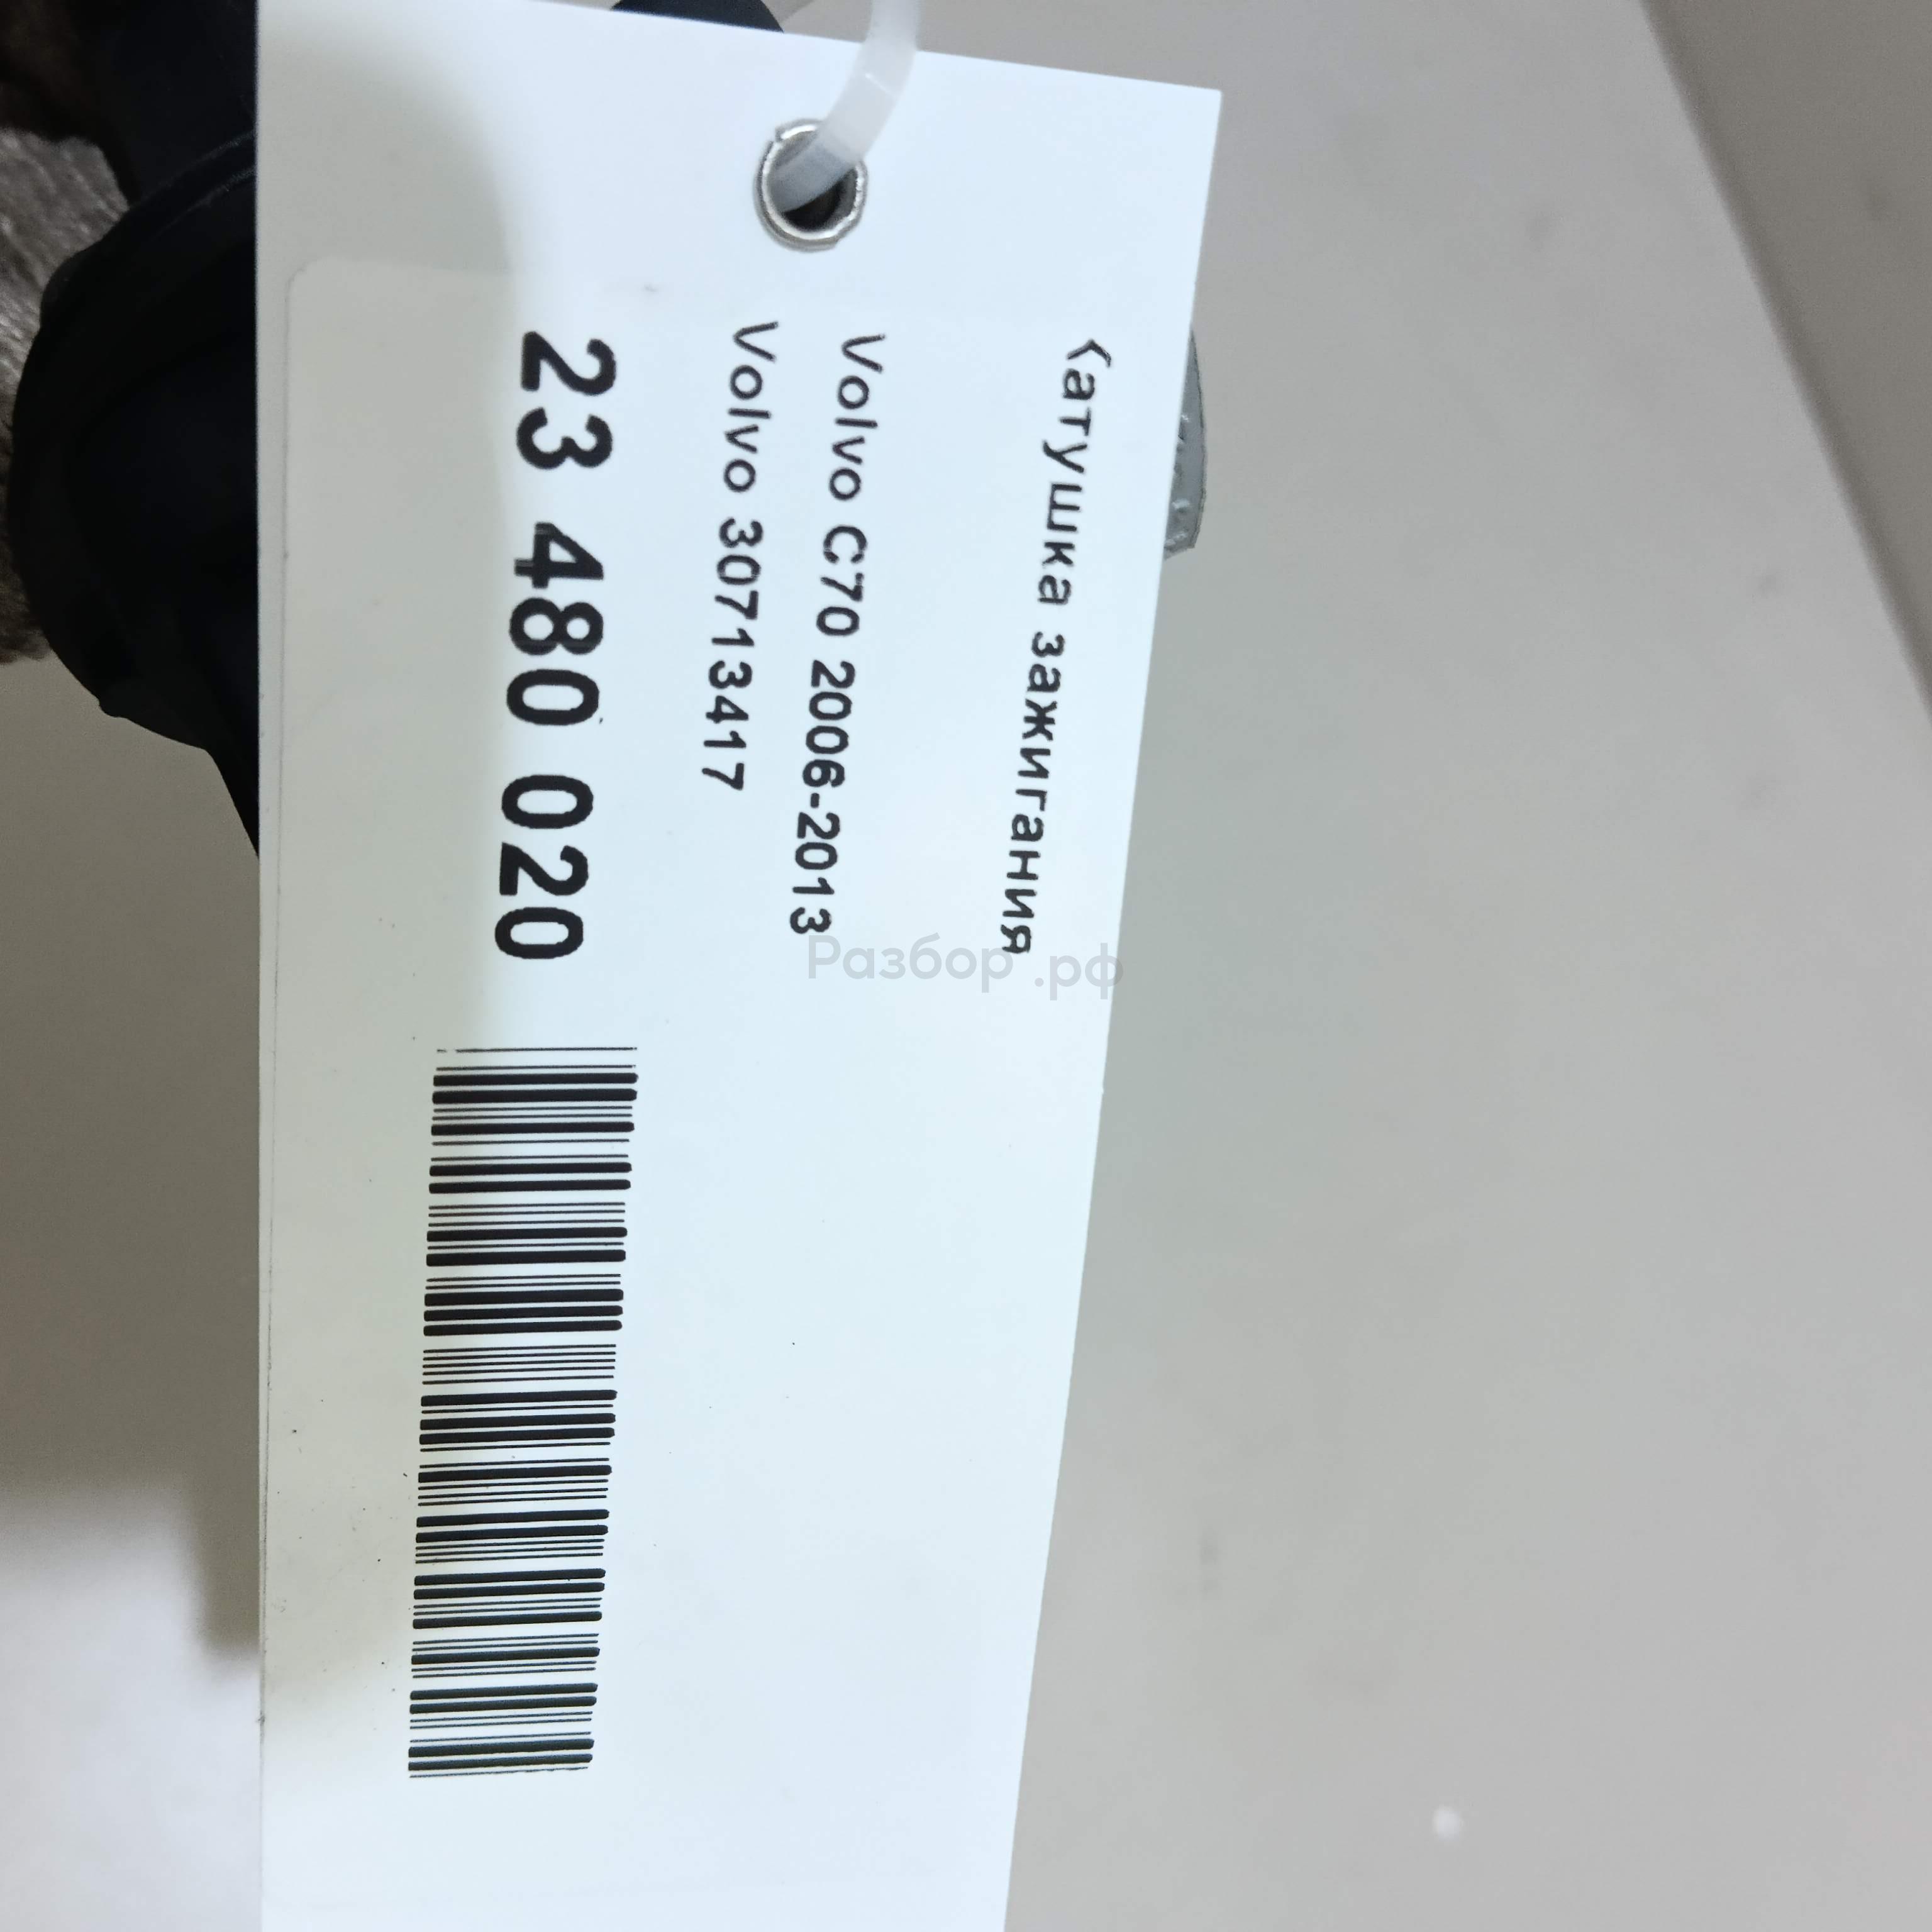 Катушка зажигания
Volvo C70 2006-2013
Volvo 30713417
23 480 020
Разбор.рф